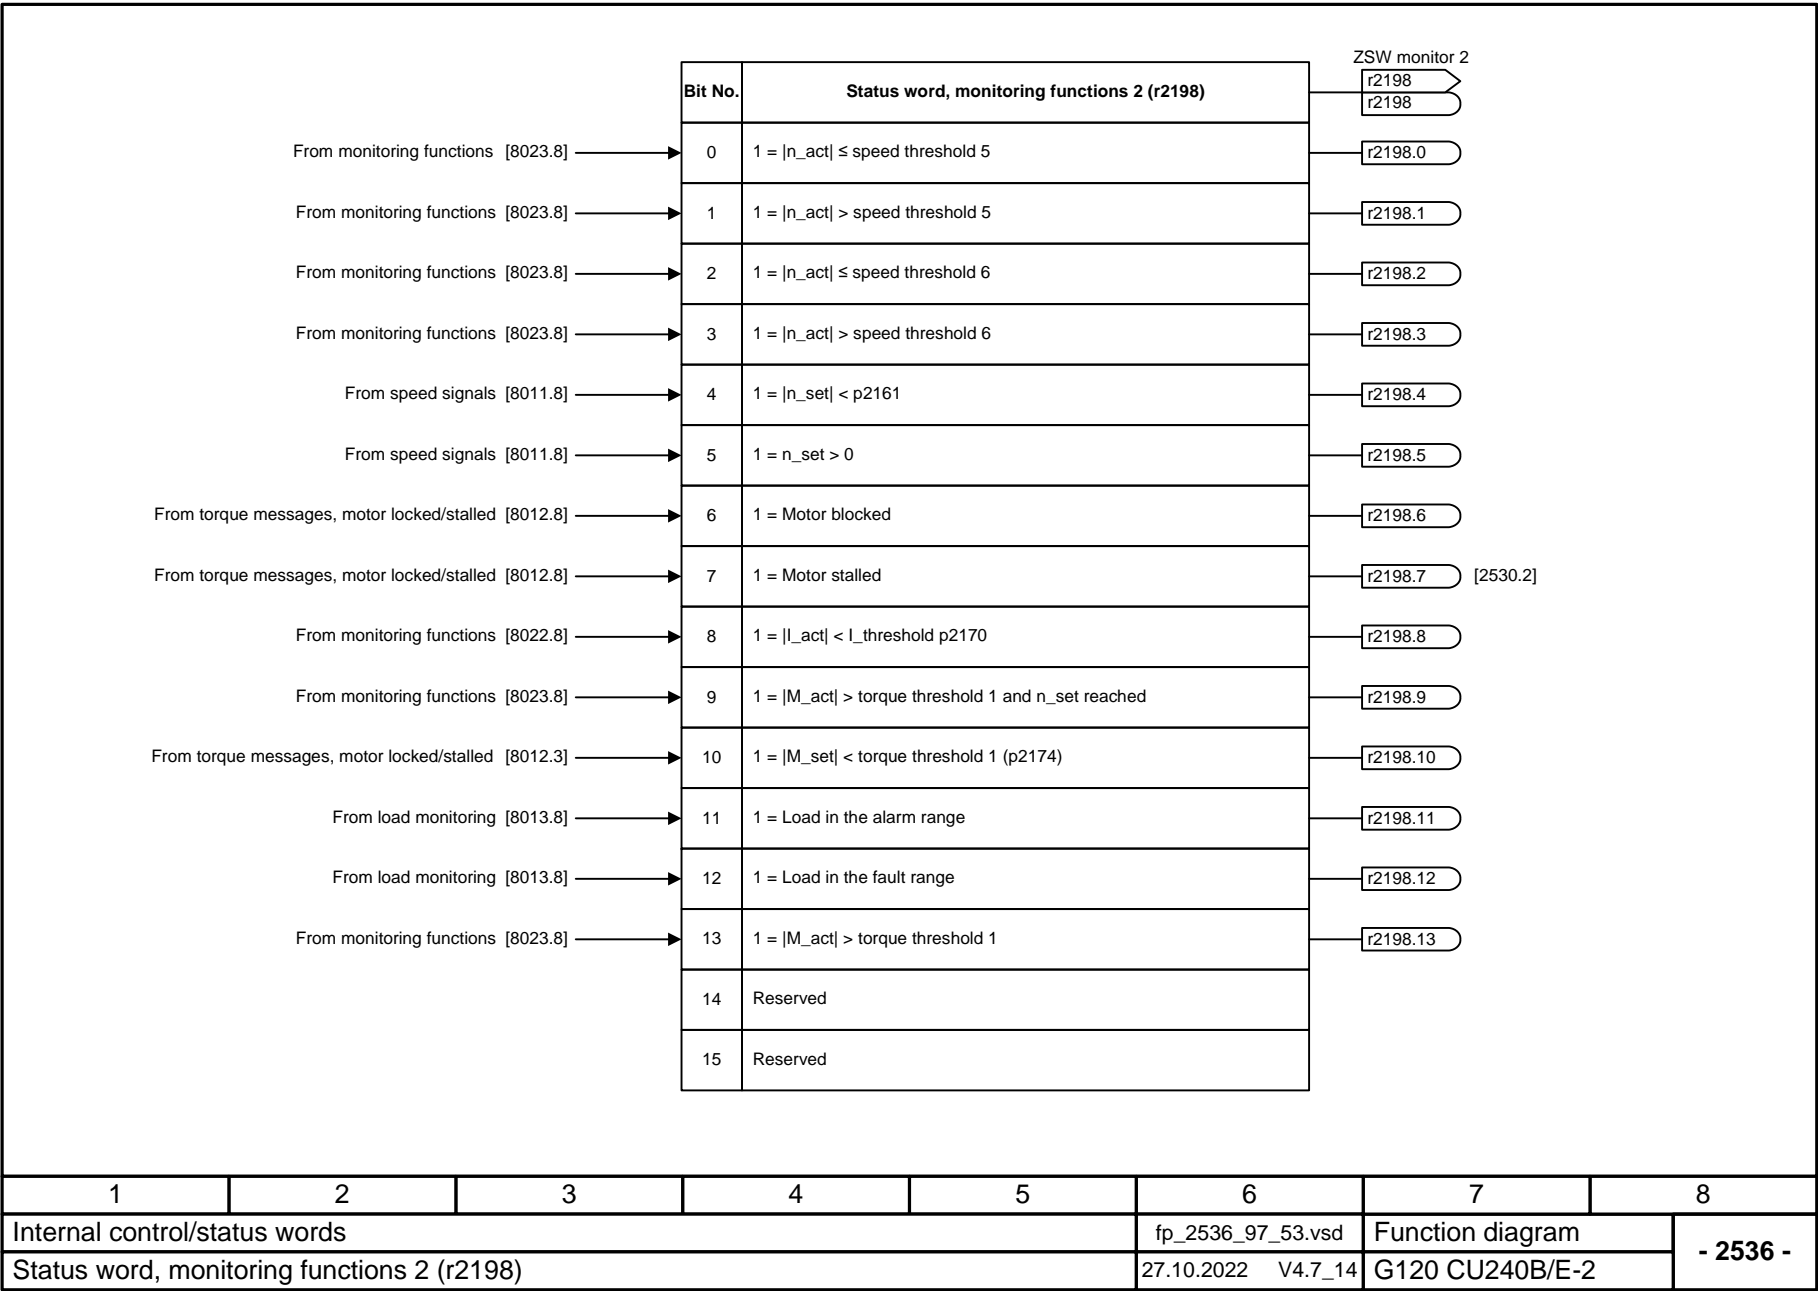 ZSW monitor 2
Bit No. Status word, monitoring functions 2 (r2198) r2198
r2198
From monitoring functions [8023.8] 0 1 = |n_act| ≤ speed threshold 5 r2198.0
From monitoring functions [8023.8] 1 1 = |n_act| > speed threshold 5 r2198.1
From monitoring functions [8023.8] 2 1 = |n_act| ≤ speed threshold 6 r2198.2
From monitoring functions [8023.8] 3 1 = |n_act| > speed threshold 6 r2198.3
From speed signals [8011.8] 4 1 = |n_set| < p2161 r2198.4
From speed signals [8011.8] 5 1 = n_set > 0 r2198.5
From torque messages, motor locked/stalled [8012.8] 6 1 = Motor blocked r2198.6
From torque messages, motor locked/stalled [8012.8] 7 1 = Motor stalled r2198.7 [2530.2]
From monitoring functions [8022.8] 8 1 = |I_act| < I_threshold p2170 r2198.8
From monitoring functions [8023.8] 9 1 = |M_act| > torque threshold 1 and n_set reached r2198.9
From torque messages, motor locked/stalled [8012.3] 10 1 = |M_set| < torque threshold 1 (p2174) r2198.10
From load monitoring [8013.8] 11 1 = Load in the alarm range r2198.11
From load monitoring [8013.8] 12 1 = Load in the fault range r2198.12
From monitoring functions [8023.8] 13 1 = |M_act| > torque threshold 1 r2198.13
14 Reserved
15 Reserved
1 2 3 4 5 6 7 8
Internal control/status words fp_2536_97_53.vsd Function diagram - 2536 -
Status word, monitoring functions 2 (r2198) 27.10.2022 V4.7_14 G120 CU240B/E-2